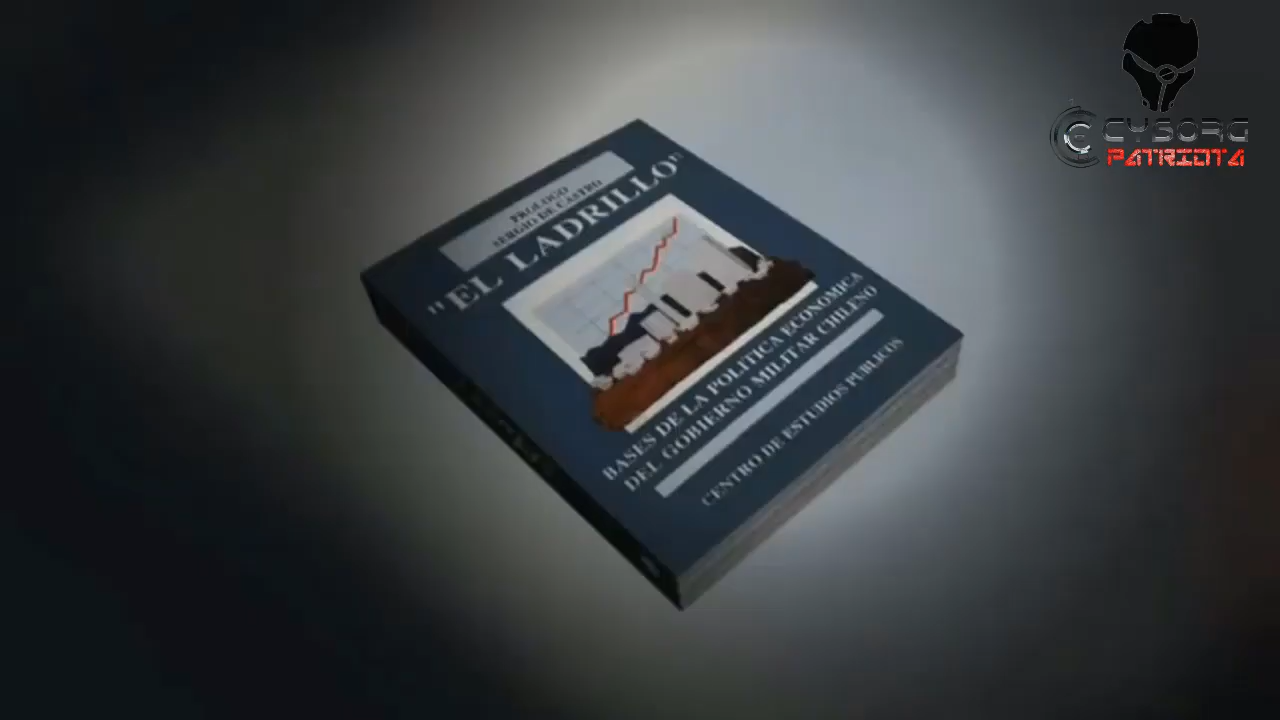 PROLOGO
SERGIO DE CASTRO
"EL LADRILLO"
BASES DE LA POLITICA ECONOMICA
DEL GOBIERNO MILITAR CHILENO
CENTRO DE ESTUDIOS PUBLICOS
CYBORG
PATRIOTA